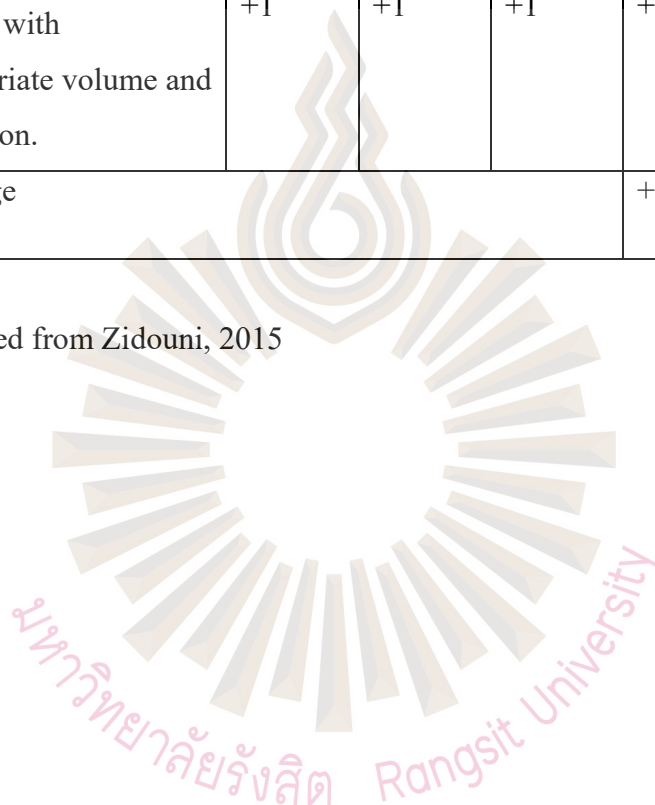 with +1 +1 +1 +
riate volume and
on.
ge +
ed from Zidouni, 2015
มหาวิทยาลัยรังสิต Rangsit University